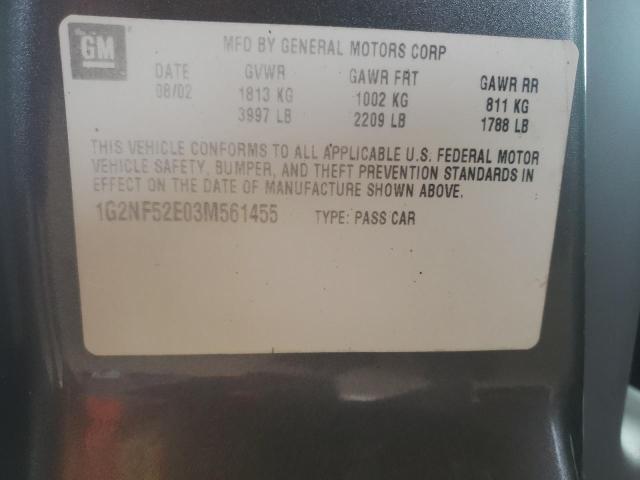 GM
MFD BY GENERAL MOTORS CORP
DATE GVWR GAWR FRT GAWR RR
08/02 1813 KG 1002 KG 811 KG
3997 LB 2209 LB 1788 LB
THIS VEHICLE CONFORMS TO ALL APPLICABLE U.S. FEDERAL MOTOR
VEHICLE SAFETY, BUMPER, AND THEFT PREVENTION STANDARDS IN
EFFECT ON THE DATE OF MANUFACTURE SHOWN ABOVE.
1G2NF52E03M561455 TYPE: PASS CAR